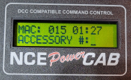 DCC COMPATIBLE COMMAND CONTROL
MAC: 015 01:27
ACCESSORY #:_
NCE Power CAB